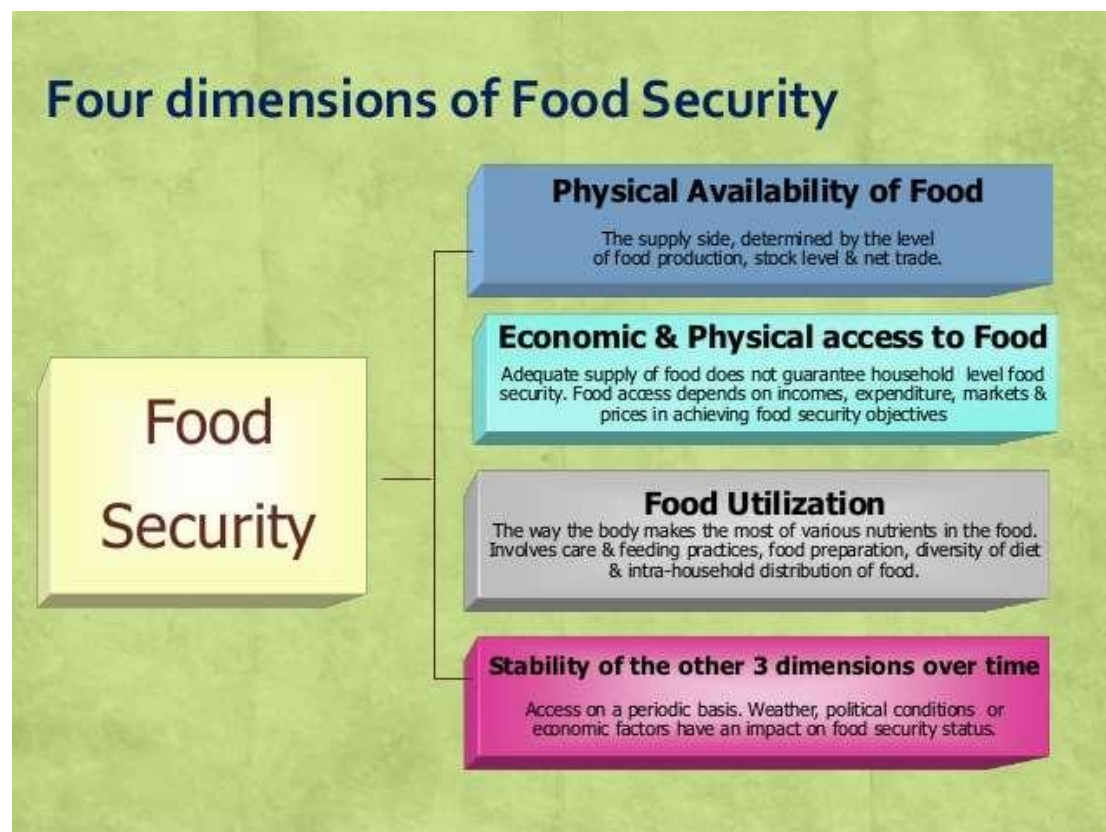 Four dimensions of Food Security
Food
Security
Physical Availability of Food
The supply side, determined by the level
of food production, stock level & net trade.
Economic & Physical access to Food
Adequate supply of food does not guarantee household level food
security. Food access depends on incomes, expenditure, markets &
prices in achieving food security objectives
Food Utilization
The way the body makes the most of various nutrients in the food.
Involves care & feeding practices, food preparation, diversity of diet
& intra-household distribution of food.
Stability of the other 3 dimensions over time
Access on a periodic basis. Weather, political conditions or
economic factors have an impact on food security status.